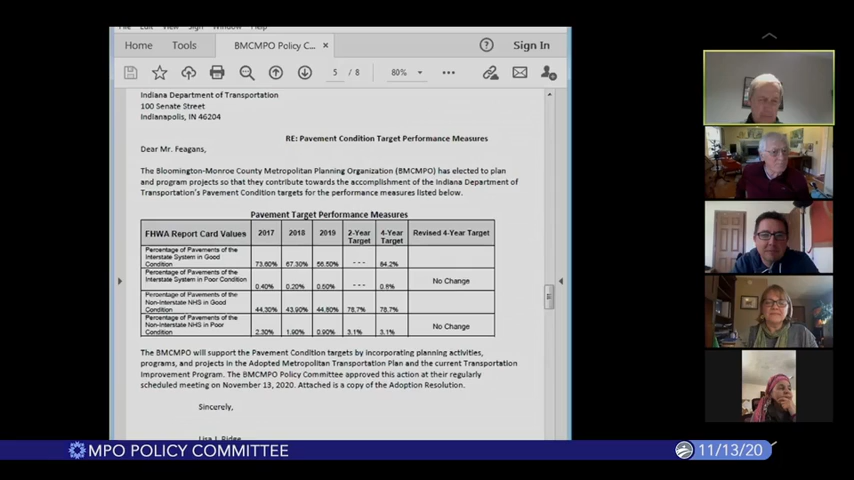 Home Tools BMCMPO Policy C... × Sign In
5 / 8 80%
Indiana Department of Transportation
100 Senate Street
Indianapolis, IN 46204
RE: Pavement Condition Target Performance Measures
Dear Mr. Feagans,
The Bloomington-Monroe County Metropolitan Planning Organization (BMCMPO) has elected to plan
and program projects so that they contribute towards the accomplishment of the Indiana Department of
Transportation's Pavement Condition targets for the performance measures listed below.
Pavement Target Performance Measures
FHWA Report Card Values 2017 2018 2019 2-Year Target 4-Year Target Revised 4-Year Target
Percentage of Pavements of the
Interstate System in Good
Condition 73.60% 67.30% 56.50% --- 84.2%
Percentage of Pavements of the
Interstate System in Poor Condition 0.40% 0.20% 0.60% --- 0.8% No Change
Percentage of Pavements of the
Non-Interstate NHS in Good
Condition 44.30% 43.90% 44.80% 78.7% 78.7%
Percentage of Pavements of the
Non-Interstate NHS in Poor
Condition 2.30% 1.90% 0.90% 3.1% 3.1% No Change
The BMCMPO will support the Pavement Condition targets by incorporating planning activities,
programs, and projects in the Adopted Metropolitan Transportation Plan and the current Transportation
Improvement Program. The BMCMPO Policy Committee approved this action at their regularly
scheduled meeting on November 13, 2020. Attached is a copy of the Adoption Resolution.
Sincerely,
Lisa J. Ridge
MPO POLICY COMMITTEE 11/13/20